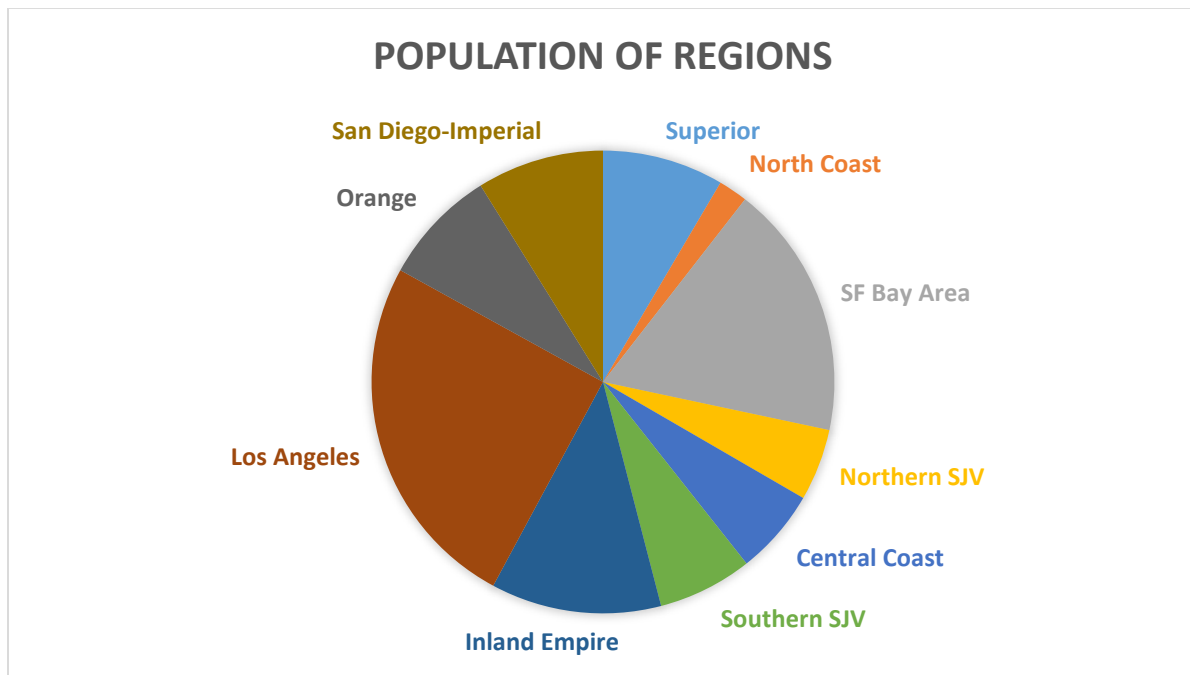 POPULATION OF REGIONS
San Diego-Imperial
Superior
North Coast
Orange
SF Bay Area
Los Angeles
Northern SJV
Central Coast
Southern SJV
Inland Empire